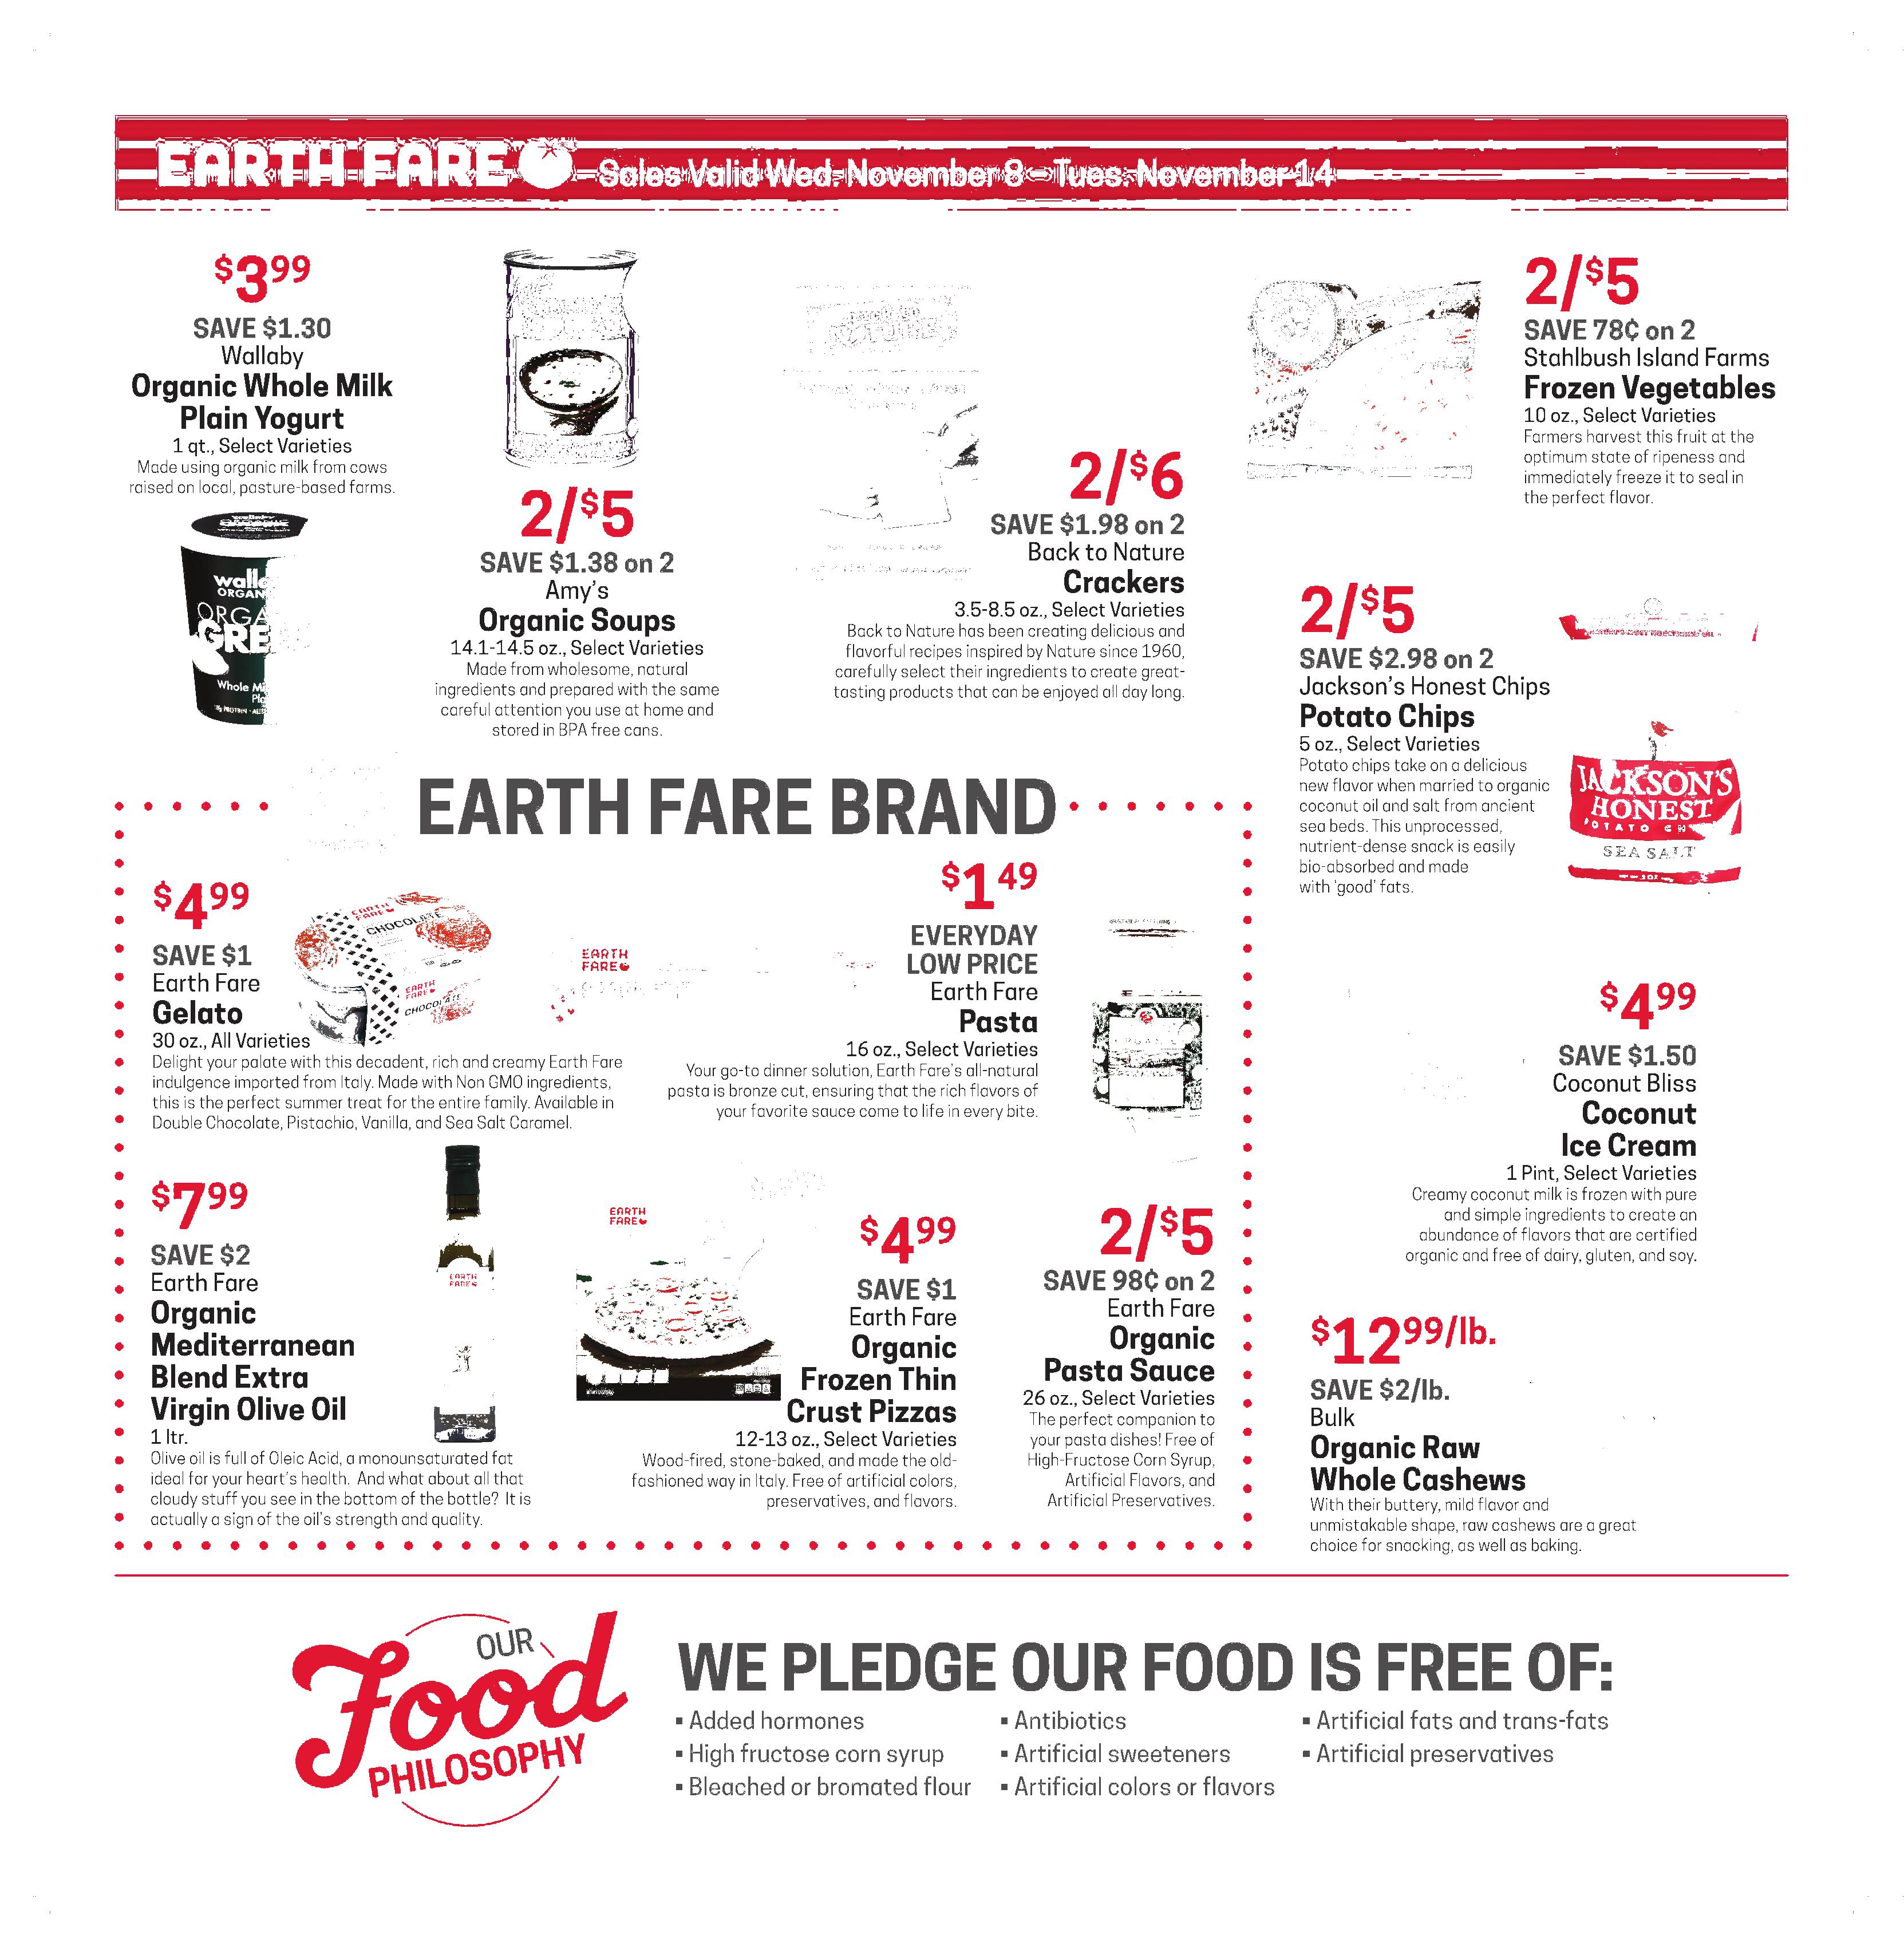 EARTH FARE Sales Valid Wed. November 8 - Tues. November 14
$3.99
SAVE $1.30
Wallaby
Organic Whole Milk
Plain Yogurt
1 qt., Select Varieties
Made using organic milk from cows
raised on local, pasture-based farms.
ORGAN
Whole Mi
2/$5
SAVE $1.38 on 2
Amy's
Organic Soups
14.1-14.5 oz., Select Varieties
Made from wholesome, natural
ingredients and prepared with the same
careful attention you use at home and
stored in BPA free cans.
2/$6
SAVE $1.98 on 2
Back to Nature
Crackers
3.5-8.5 oz., Select Varieties
Back to Nature has been creating delicious and
flavorful recipes inspired by Nature since 1960,
carefully select their ingredients to create great-
tasting products that can be enjoyed all day long.
2/$5
SAVE 78¢ on 2
Stahlbush Island Farms
Frozen Vegetables
10 oz., Select Varieties
Farmers harvest this fruit at the
optimum state of ripeness and
immediately freeze it to seal in
the perfect flavor.
2/$5
SAVE $2.98 on 2
Jackson's Honest Chips
Potato Chips
5 oz., Select Varieties
Potato chips take on a delicious
new flavor when married to organic
coconut oil and salt from ancient
sea beds. This unprocessed,
nutrient-dense snack is easily
bio-absorbed and made
with 'good' fats.
JACKSON'S
HONEST
POTATO CH
SEA SALT
EARTH FARE BRAND
$4.99
SAVE $1
Earth Fare
Gelato
30 oz., All Varieties
Delight your palate with this decadent, rich and creamy Earth Fare
indulgence imported from Italy. Made with Non GMO ingredients,
this is the perfect summer treat for the entire family. Available in
Double Chocolate, Pistachio, Vanilla, and Sea Salt Caramel.
EARTH
FARE
CHOCOLATE
EARTH
FARE
CHOCOLATE
EARTH
FARE
$1.49
EVERYDAY
LOW PRICE
Earth Fare
Pasta
16 oz., Select Varieties
Your go-to dinner solution, Earth Fare's all-natural
pasta is bronze cut, ensuring that the rich flavors of
your favorite sauce come to life in every bite.
$7.99
SAVE $2
Earth Fare
Organic
Mediterranean
Blend Extra
Virgin Olive Oil
1 ltr.
Olive oil is full of Oleic Acid, a monounsaturated fat
ideal for your heart's health. And what about all that
cloudy stuff you see in the bottom of the bottle? It is
actually a sign of the oil's strength and quality.
EARTH
FARE
EARTH
FARE
$4.99
SAVE $1
Earth Fare
Organic
Frozen Thin
Crust Pizzas
12-13 oz., Select Varieties
Wood-fired, stone-baked, and made the old-
fashioned way in Italy. Free of artificial colors,
preservatives, and flavors.
2/$5
SAVE 98¢ on 2
Earth Fare
Organic
Pasta Sauce
26 oz., Select Varieties
The perfect companion to
your pasta dishes! Free of
High-Fructose Corn Syrup,
Artificial Flavors, and
Artificial Preservatives.
$4.99
SAVE $1.50
Coconut Bliss
Coconut
Ice Cream
1 Pint, Select Varieties
Creamy coconut milk is frozen with pure
and simple ingredients to create an
abundance of flavors that are certified
organic and free of dairy, gluten, and soy.
$12.99/lb.
SAVE $2/lb.
Bulk
Organic Raw
Whole Cashews
With their buttery, mild flavor and
unmistakable shape, raw cashews are a great
choice for snacking, as well as baking.
OUR
Food
PHILOSOPHY
WE PLEDGE OUR FOOD IS FREE OF:
▪ Added hormones
▪ High fructose corn syrup
▪ Bleached or bromated flour
▪ Antibiotics
▪ Artificial sweeteners
▪ Artificial colors or flavors
▪ Artificial fats and trans-fats
▪ Artificial preservatives